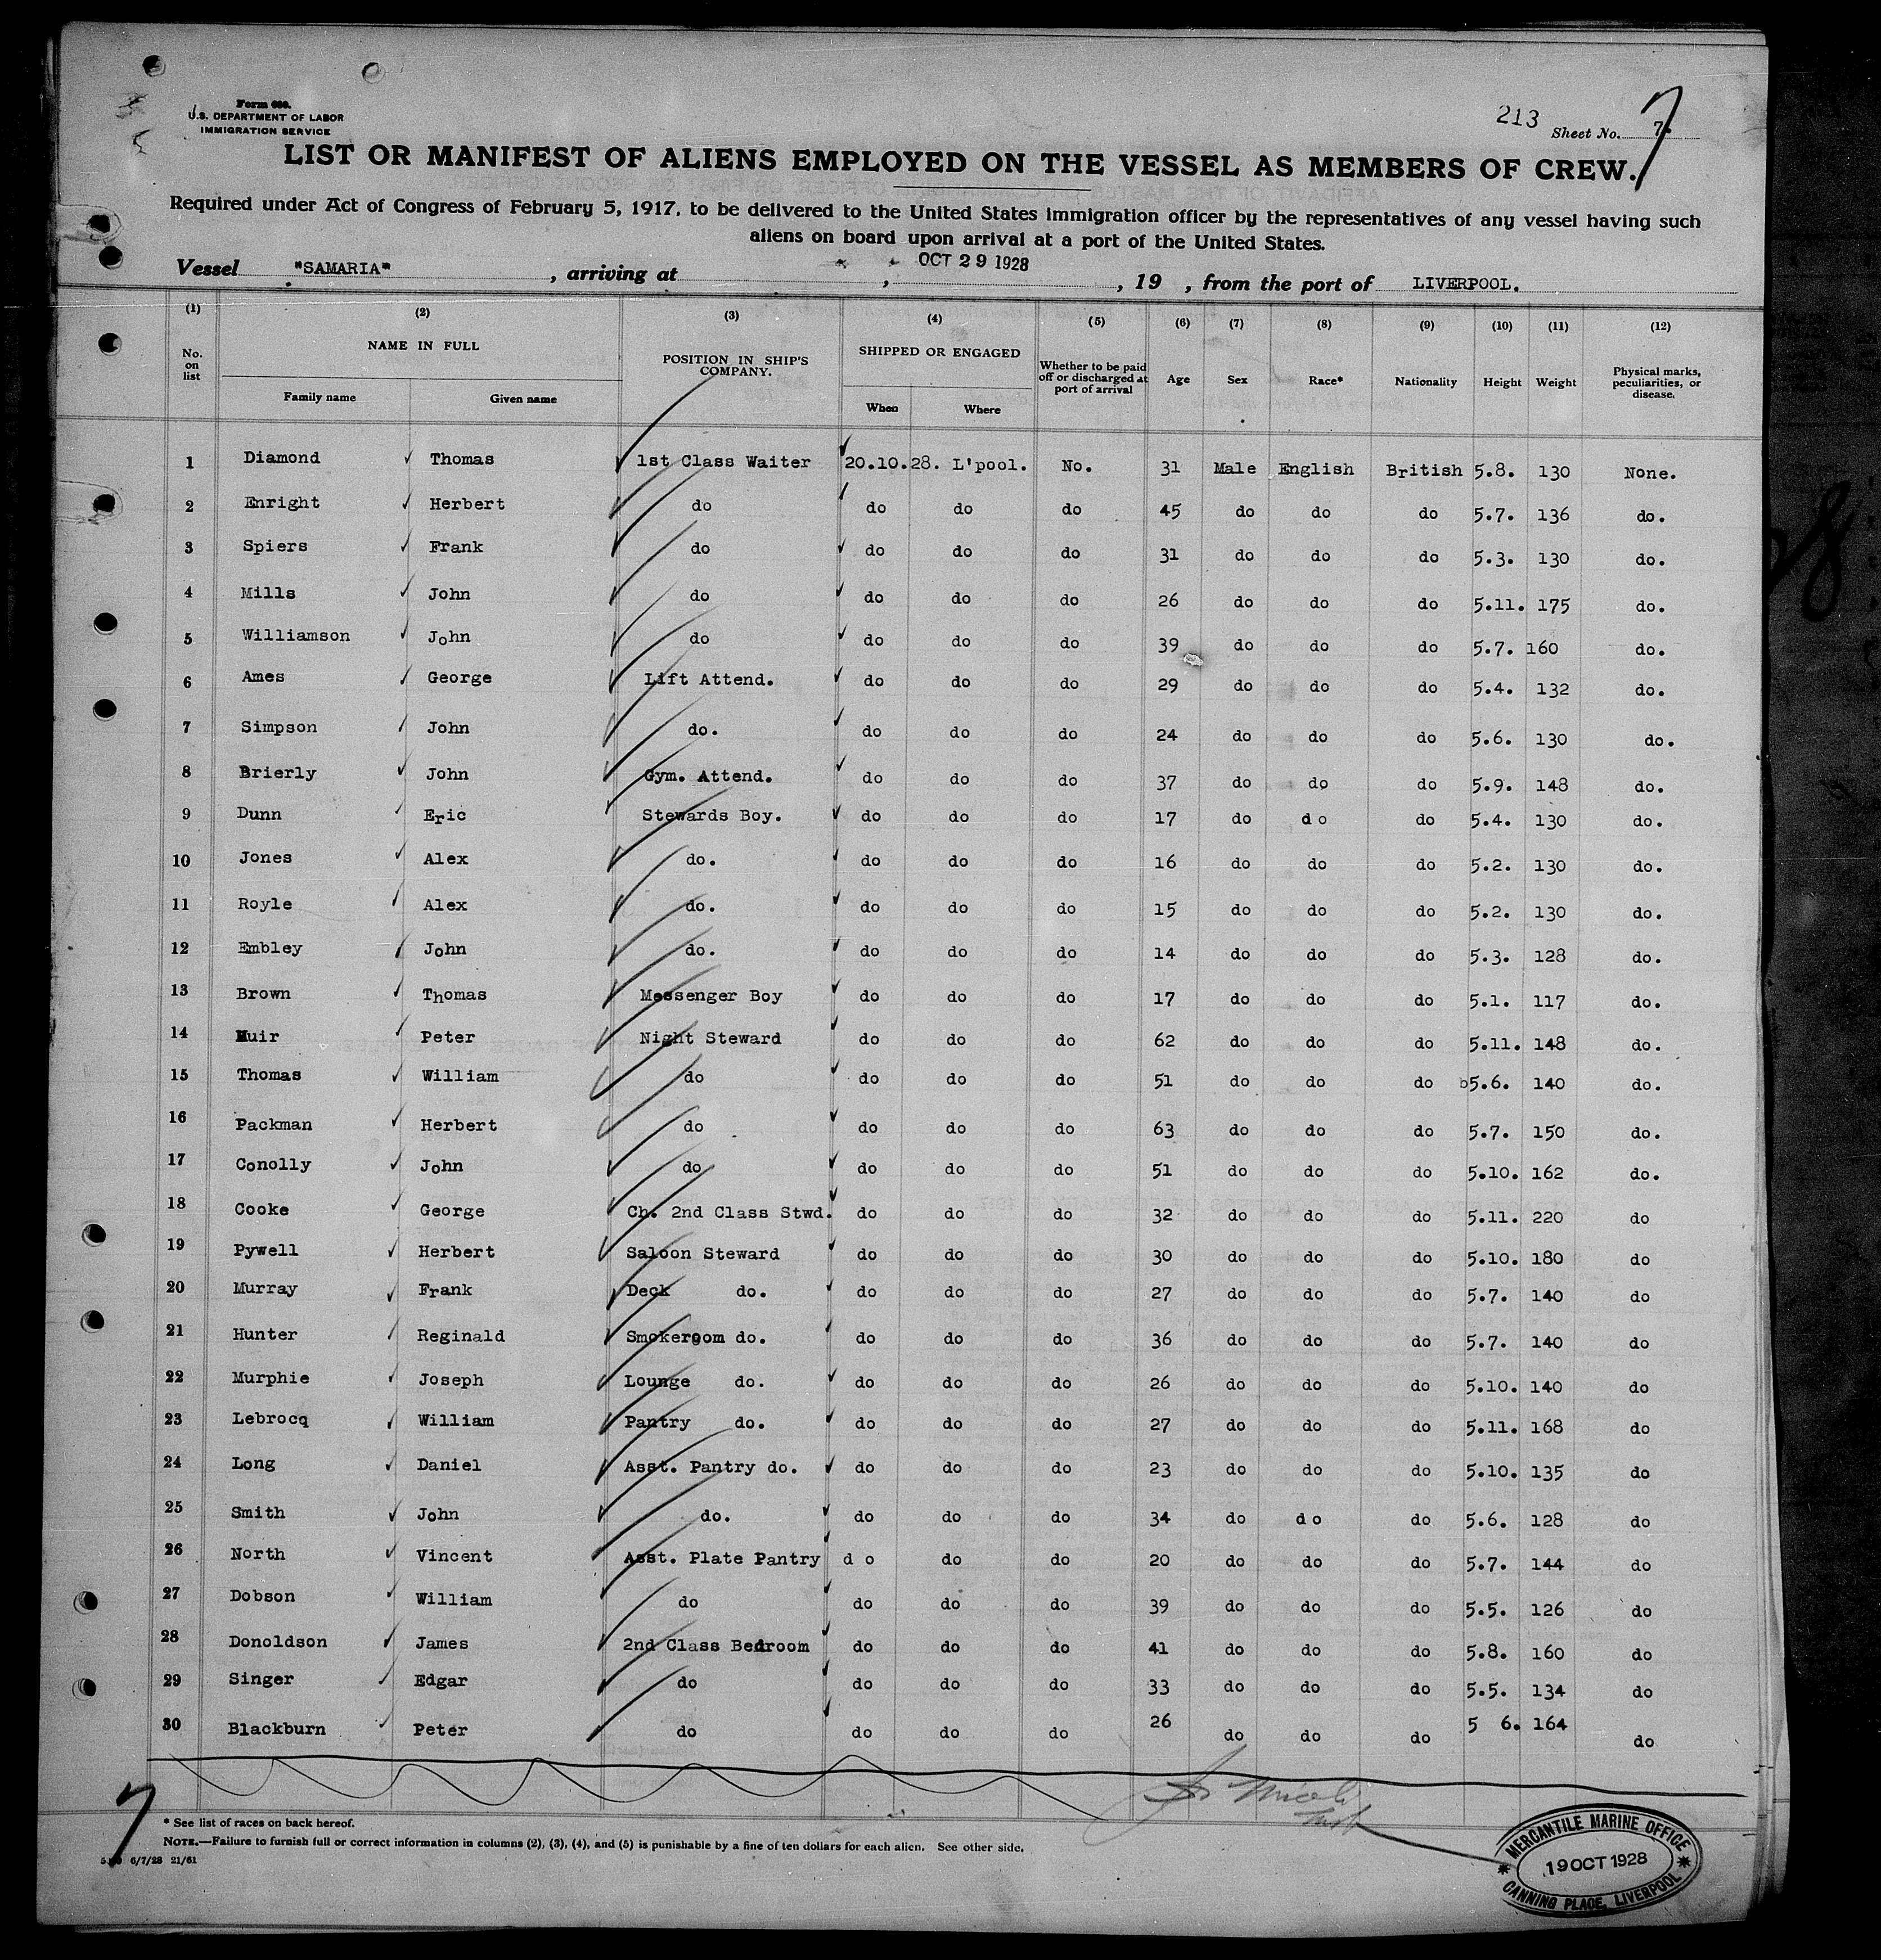 Form 680.
U.S. DEPARTMENT OF LABOR
IMMIGRATION SERVICE
213 Sheet No. 7. 7
LIST OR MANIFEST OF ALIENS EMPLOYED ON THE VESSEL AS MEMBERS OF CREW.
Required under Act of Congress of February 5, 1917, to be delivered to the United States immigration officer by the representatives of any vessel having such
aliens on board upon arrival at a port of the United States.
Vessel "SAMARIA" , arriving at , OCT 29 1928 , 19 , from the port of LIVERPOOL.
(1) (2) (3) (4) (5) (6) (7) (8) (9) (10) (11) (12)
No. on list NAME IN FULL Family name Given name POSITION IN SHIP'S COMPANY. SHIPPED OR ENGAGED When Where Whether to be paid off or discharged at port of arrival Age Sex Race* Nationality Height Weight Physical marks, peculiarities, or disease.
1 Diamond Thomas 1st Class Waiter 20.10.28. L'pool. No. 31 Male English British 5.8. 130 None.
2 Enright Herbert do do do do 45 do do do 5.7. 136 do.
3 Spiers Frank do do do do 31 do do do 5.3. 130 do.
4 Mills John do do do do 26 do do do 5.11. 175 do.
5 Williamson John do do do do 39 do do do 5.7. 160 do.
6 Ames George Lift Attend. do do do 29 do do do 5.4. 132 do.
7 Simpson John do. do do do 24 do do do 5.6. 130 do.
8 Brierly John Gym. Attend. do do do 37 do do do 5.9. 148 do.
9 Dunn Eric Stewards Boy. do do do 17 do do do 5.4. 130 do.
10 Jones Alex do. do do do 16 do do do 5.2. 130 do.
11 Royle Alex do. do do do 15 do do do 5.2. 130 do.
12 Embley John do. do do do 14 do do do 5.3. 128 do.
13 Brown Thomas Messenger Boy do do do 17 do do do 5.1. 117 do.
14 Muir Peter Night Steward do do do 62 do do do 5.11. 148 do.
15 Thomas William do do do do 51 do do do b5.6. 140 do.
16 Packman Herbert do do do do 63 do do do 5.7. 150 do.
17 Conolly John do do do do 51 do do do 5.10. 162 do.
18 Cooke George Ch. 2nd Class Stwd. do do do 32 do do do 5.11. 220 do
19 Pywell Herbert Saloon Steward do do do 30 do do do 5.10. 180 do
20 Murray Frank Deck do. do do do 27 do do do 5.7. 140 do
21 Hunter Reginald Smokeroom do. do do do 36 do do do 5.7. 140 do
22 Murphie Joseph Lounge do. do do do 26 do do do 5.10. 140 do
23 Lebrocq William Pantry do. do do do 27 do do do 5.11. 168 do
24 Long Daniel Asst. Pantry do. do do do 23 do do do 5.10. 135 do
25 Smith John do. do do do 34 do do do 5.6. 128 do
26 North Vincent Asst. Plate Pantry do do do 20 do do do 5.7. 144 do
27 Dobson William do do do do 39 do do do 5.5. 126 do
28 Donoldson James 2nd Class Bedroom do do do 41 do do do 5.8. 160 do
29 Singer Edgar do do do do 33 do do do 5.5. 134 do
30 Blackburn Peter do do do do 26 do do do 5 6. 164 do
7
* See list of races on back hereof.
NOTE.—Failure to furnish full or correct information in columns (2), (3), (4), and (5) is punishable by a fine of ten dollars for each alien. See other side.
6/7/28 21/61
MERCANTILE MARINE OFFICE
19 OCT 1928
CANNING PLACE, LIVERPOOL